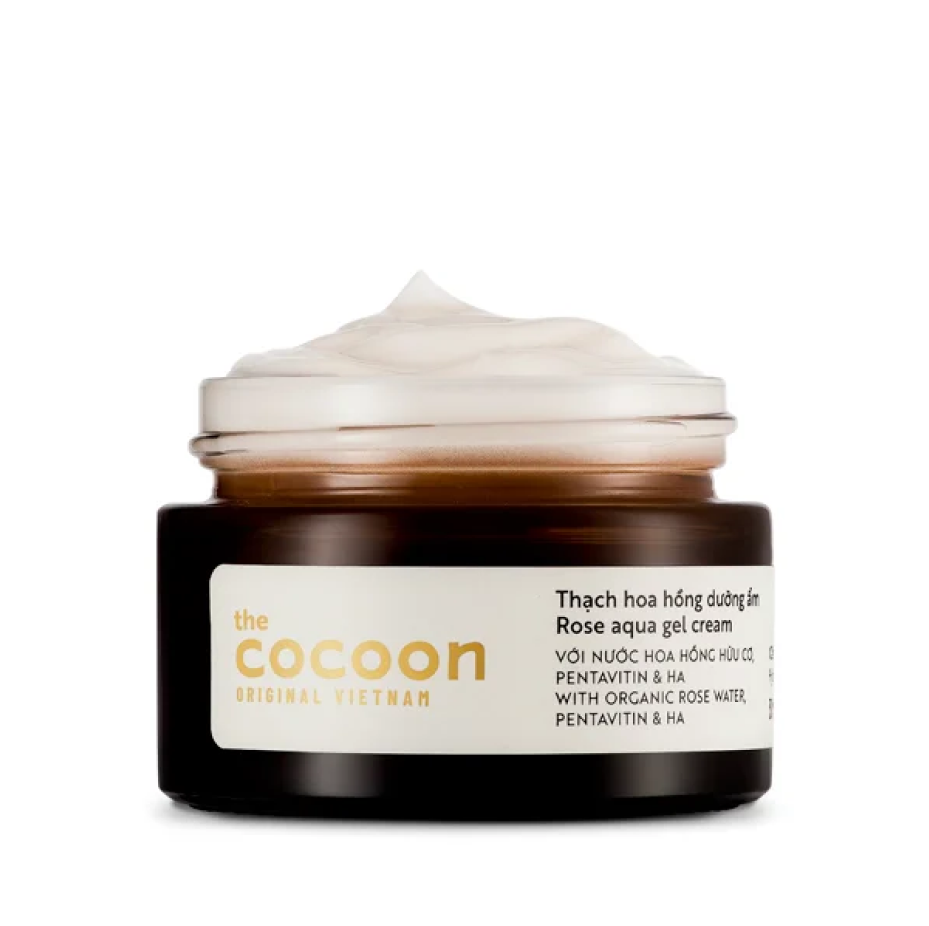 the
cocoon
ORIGINAL VIETNAM
Thạch hoa hồng dưỡng ẩm
Rose aqua gel cream
VỚI NƯỚC HOA HỒNG HỮU CƠ,
PENTAVITIN & HA
WITH ORGANIC ROSE WATER,
PENTAVITIN & HA